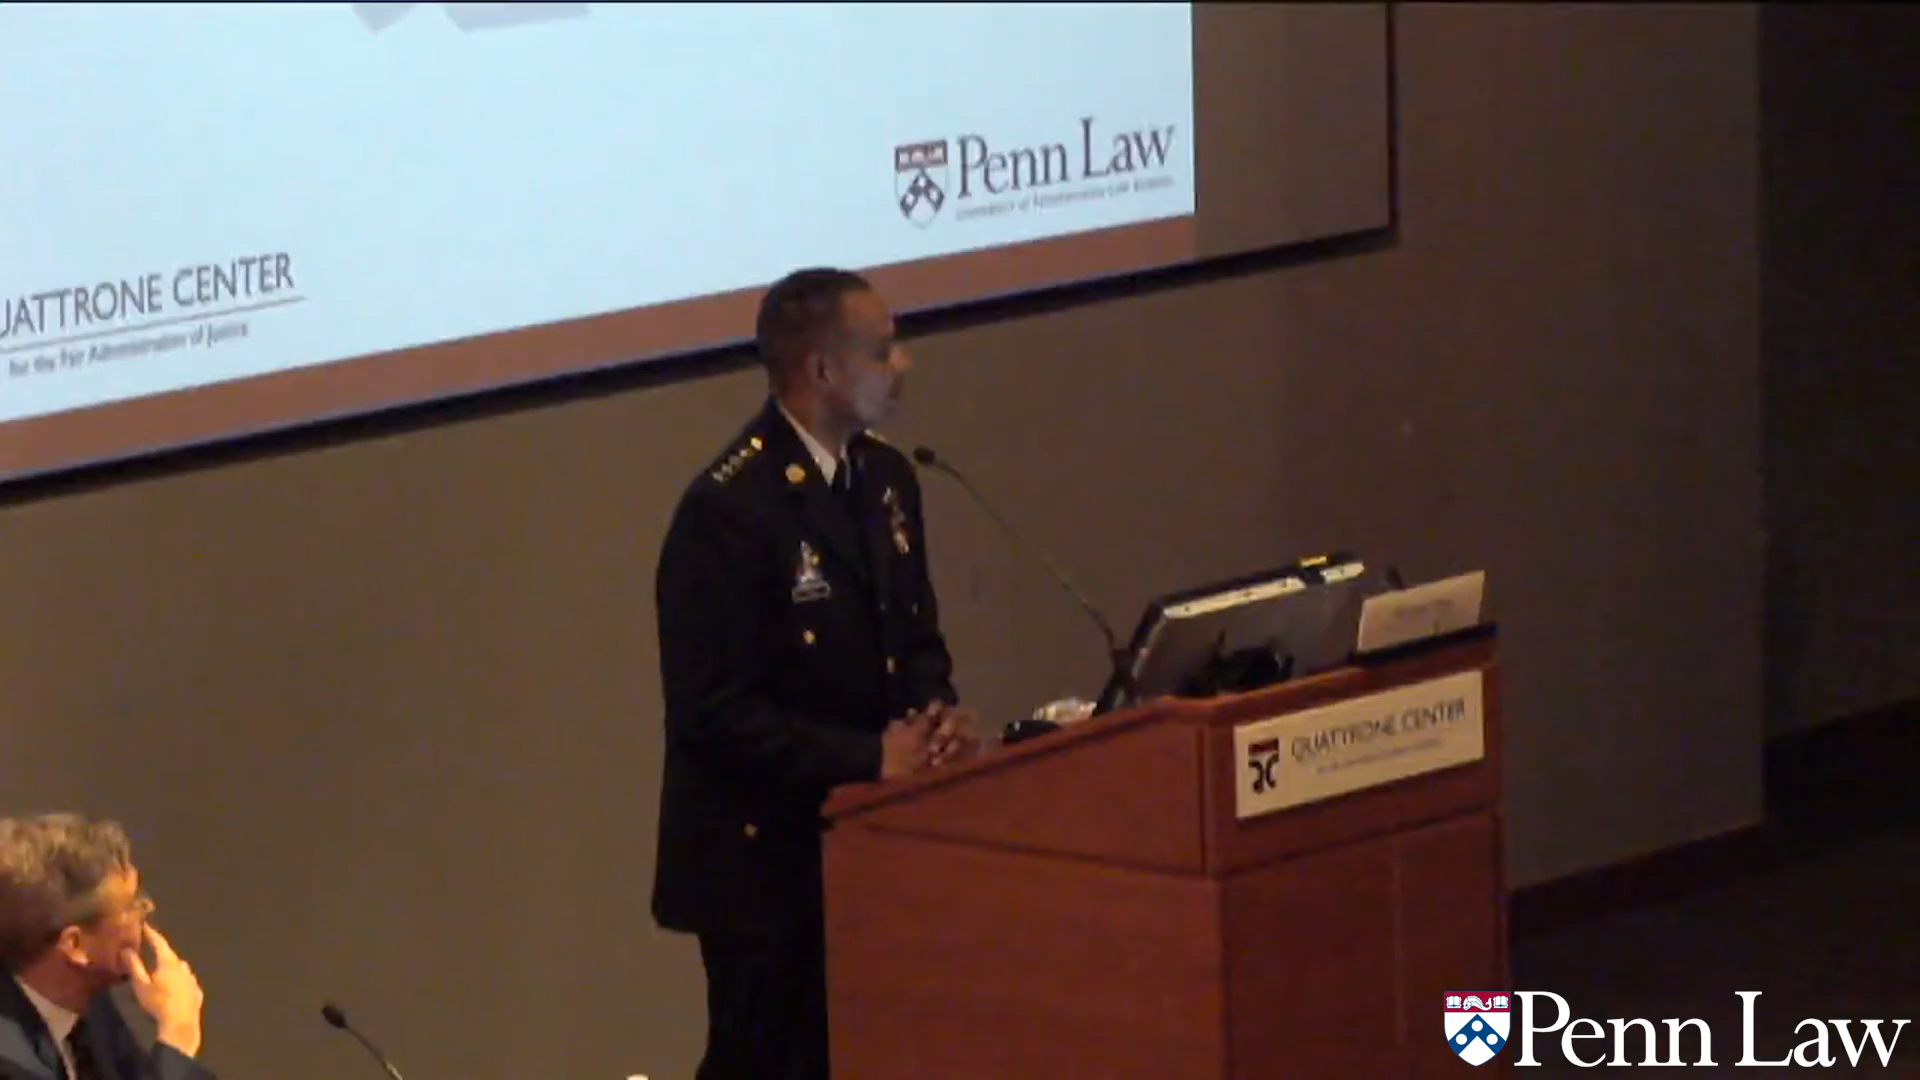 Penn Law
UATTRONE CENTER
for the Fair Administration of Justice
QUATTRONE CENTER
Penn Law